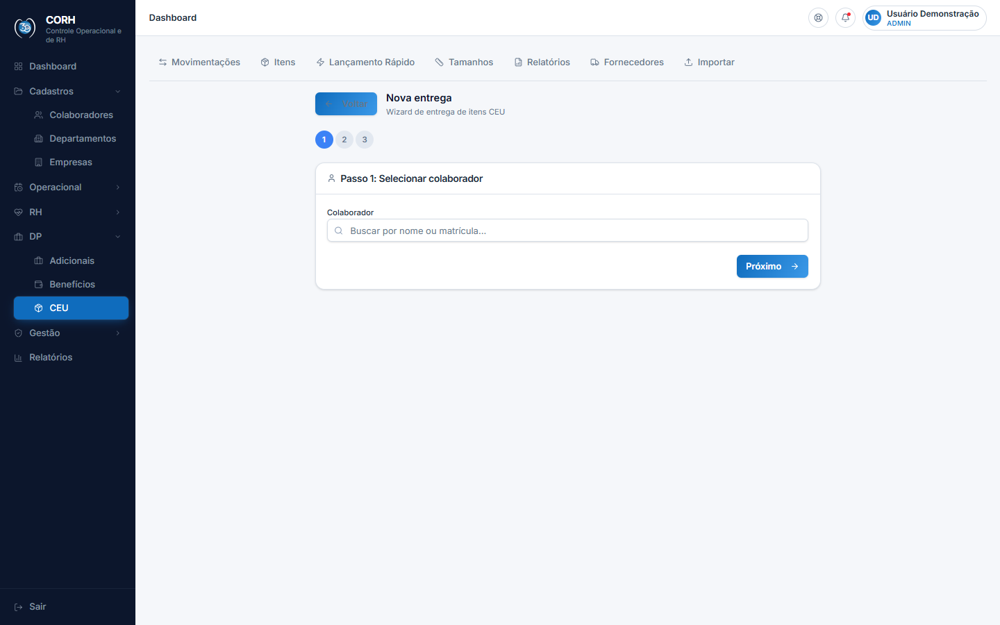 CORH
Controle Operacional e
de RH
Dashboard
Cadastros
Colaboradores
Departamentos
Empresas
Operacional
RH
DP
Adicionais
Benefícios
CEU
Gestão
Relatórios
Sair
Dashboard
UD
Usuário Demonstração
ADMIN
Movimentações
Itens
Lançamento Rápido
Tamanhos
Relatórios
Fornecedores
Importar
Voltar
Nova entrega
Wizard de entrega de itens CEU
1 2 3
Passo 1: Selecionar colaborador
Colaborador
Buscar por nome ou matrícula...
Próximo